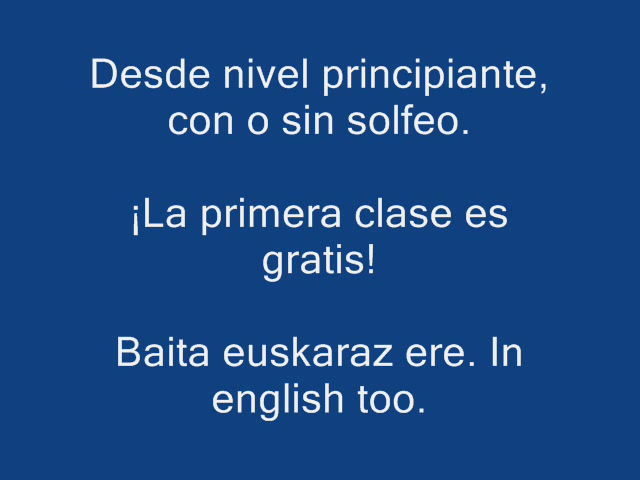 Desde nivel principiante,
con o sin solfeo.
¡La primera clase es
gratis!
Baita euskaraz ere. In
english too.